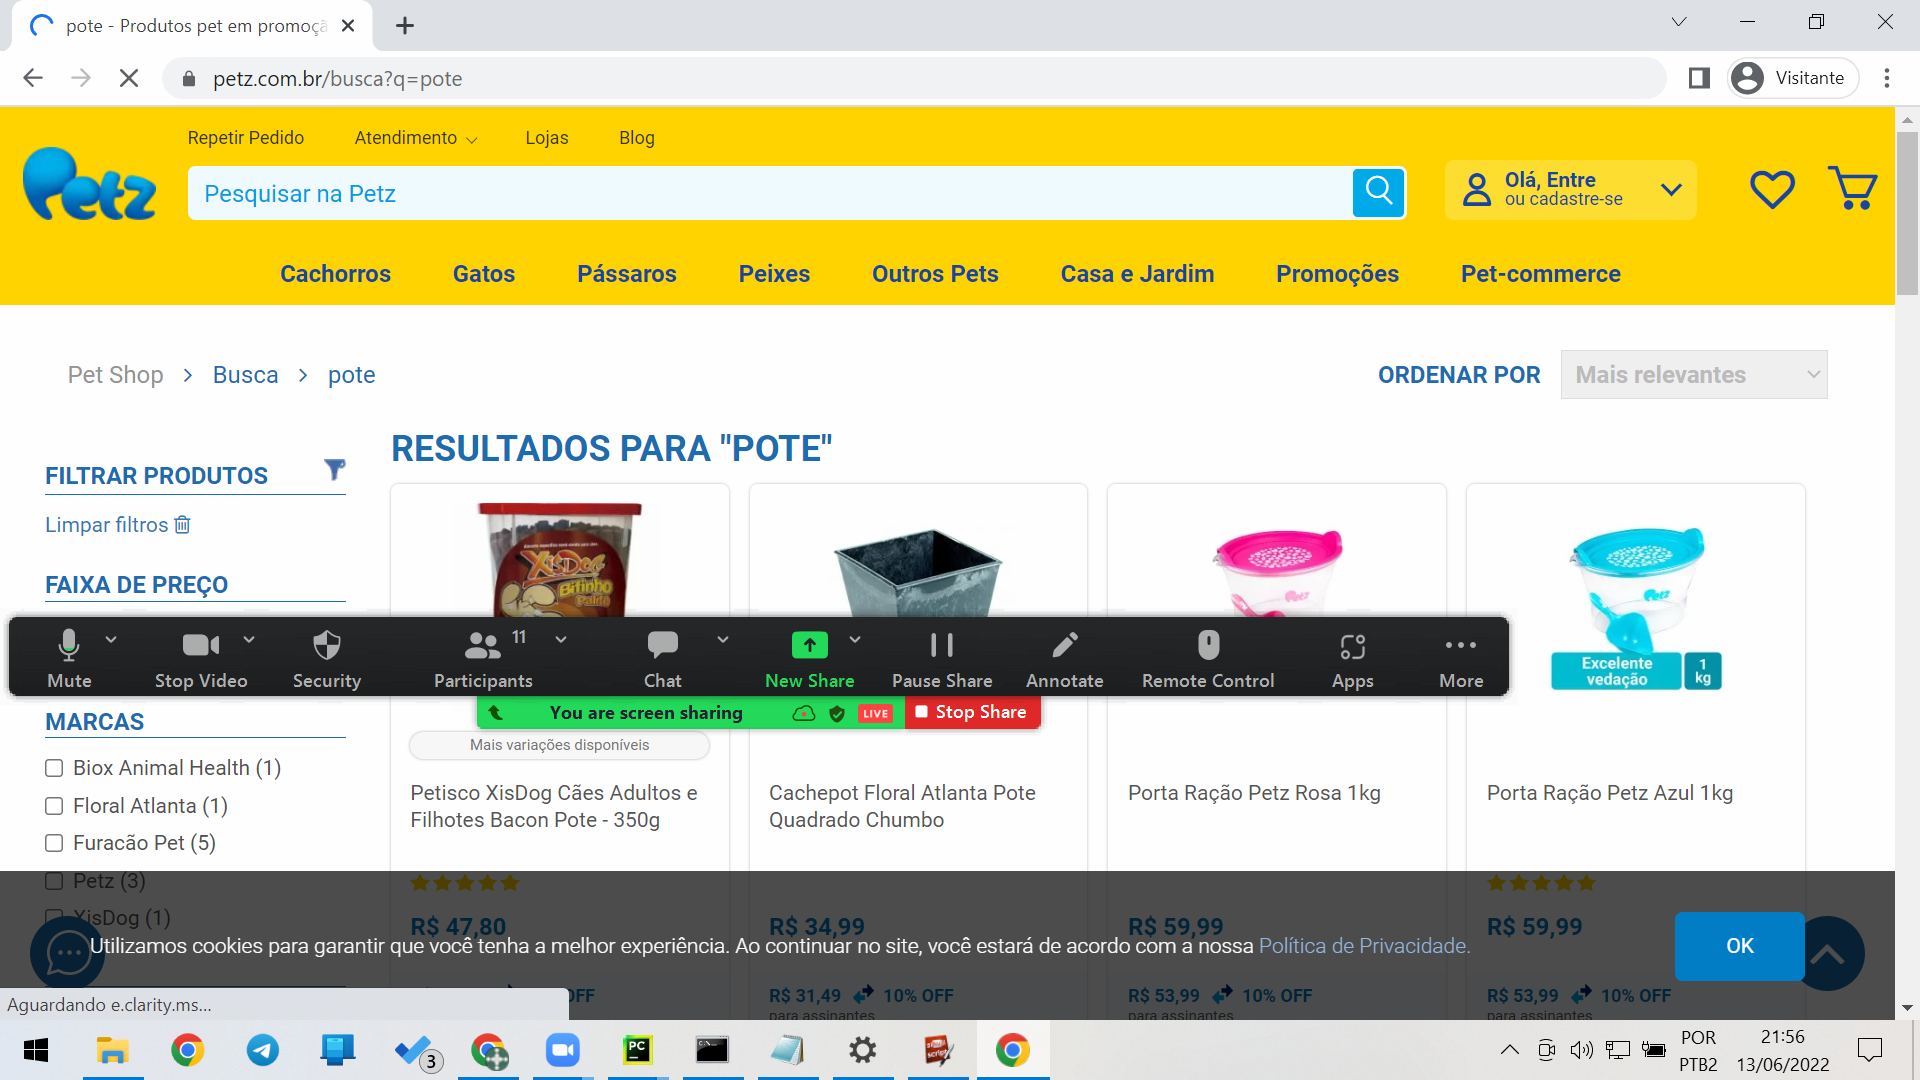 pote - Produtos pet em promoçã
petz.com.br/busca?q=pote
Visitante
Repetir Pedido
Atendimento
Lojas
Blog
Petz
Pesquisar na Petz
Olá, Entre
ou cadastre-se
Cachorros
Gatos
Pássaros
Peixes
Outros Pets
Casa e Jardim
Promoções
Pet-commerce
Pet Shop > Busca > pote
ORDENAR POR
Mais relevantes
RESULTADOS PARA "POTE"
FILTRAR PRODUTOS
Limpar filtros
FAIXA DE PREÇO
XisDog
Bifinho
Palito
Petz
Petz
Excelente
vedação
1
kg
Mute
Stop Video
Security
11
Participants
Chat
New Share
Pause Share
Annotate
Remote Control
Apps
More
You are screen sharing
LIVE
Stop Share
MARCAS
Biox Animal Health (1)
Floral Atlanta (1)
Furacão Pet (5)
Petz (3)
XisDog (1)
Mais variações disponíveis
Petisco XisDog Cães Adultos e
Filhotes Bacon Pote - 350g
R$ 47,80
OFF
Cachepot Floral Atlanta Pote
Quadrado Chumbo
R$ 34,99
R$ 31,49 10% OFF
para assinantes
Porta Ração Petz Rosa 1kg
R$ 59,99
R$ 53,99 10% OFF
para assinantes
Porta Ração Petz Azul 1kg
R$ 59,99
R$ 53,99 10% OFF
para assinantes
Utilizamos cookies para garantir que você tenha a melhor experiência. Ao continuar no site, você estará de acordo com a nossa Política de Privacidade.
OK
Aguardando e.clarity.ms...
3
PC
POR
PTB2
21:56
13/06/2022